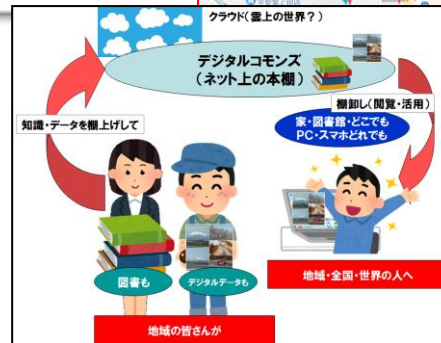 クラウド(雲上の世界?)
デジタルコモンズ
(ネット上の本棚)
棚卸し(閲覧・活用)
知識・データを棚上げして
家・図書館・どこでも
PC・スマホどれでも
図書も
デジタルデータも
地域・全国・世界の人へ
地域の皆さんが